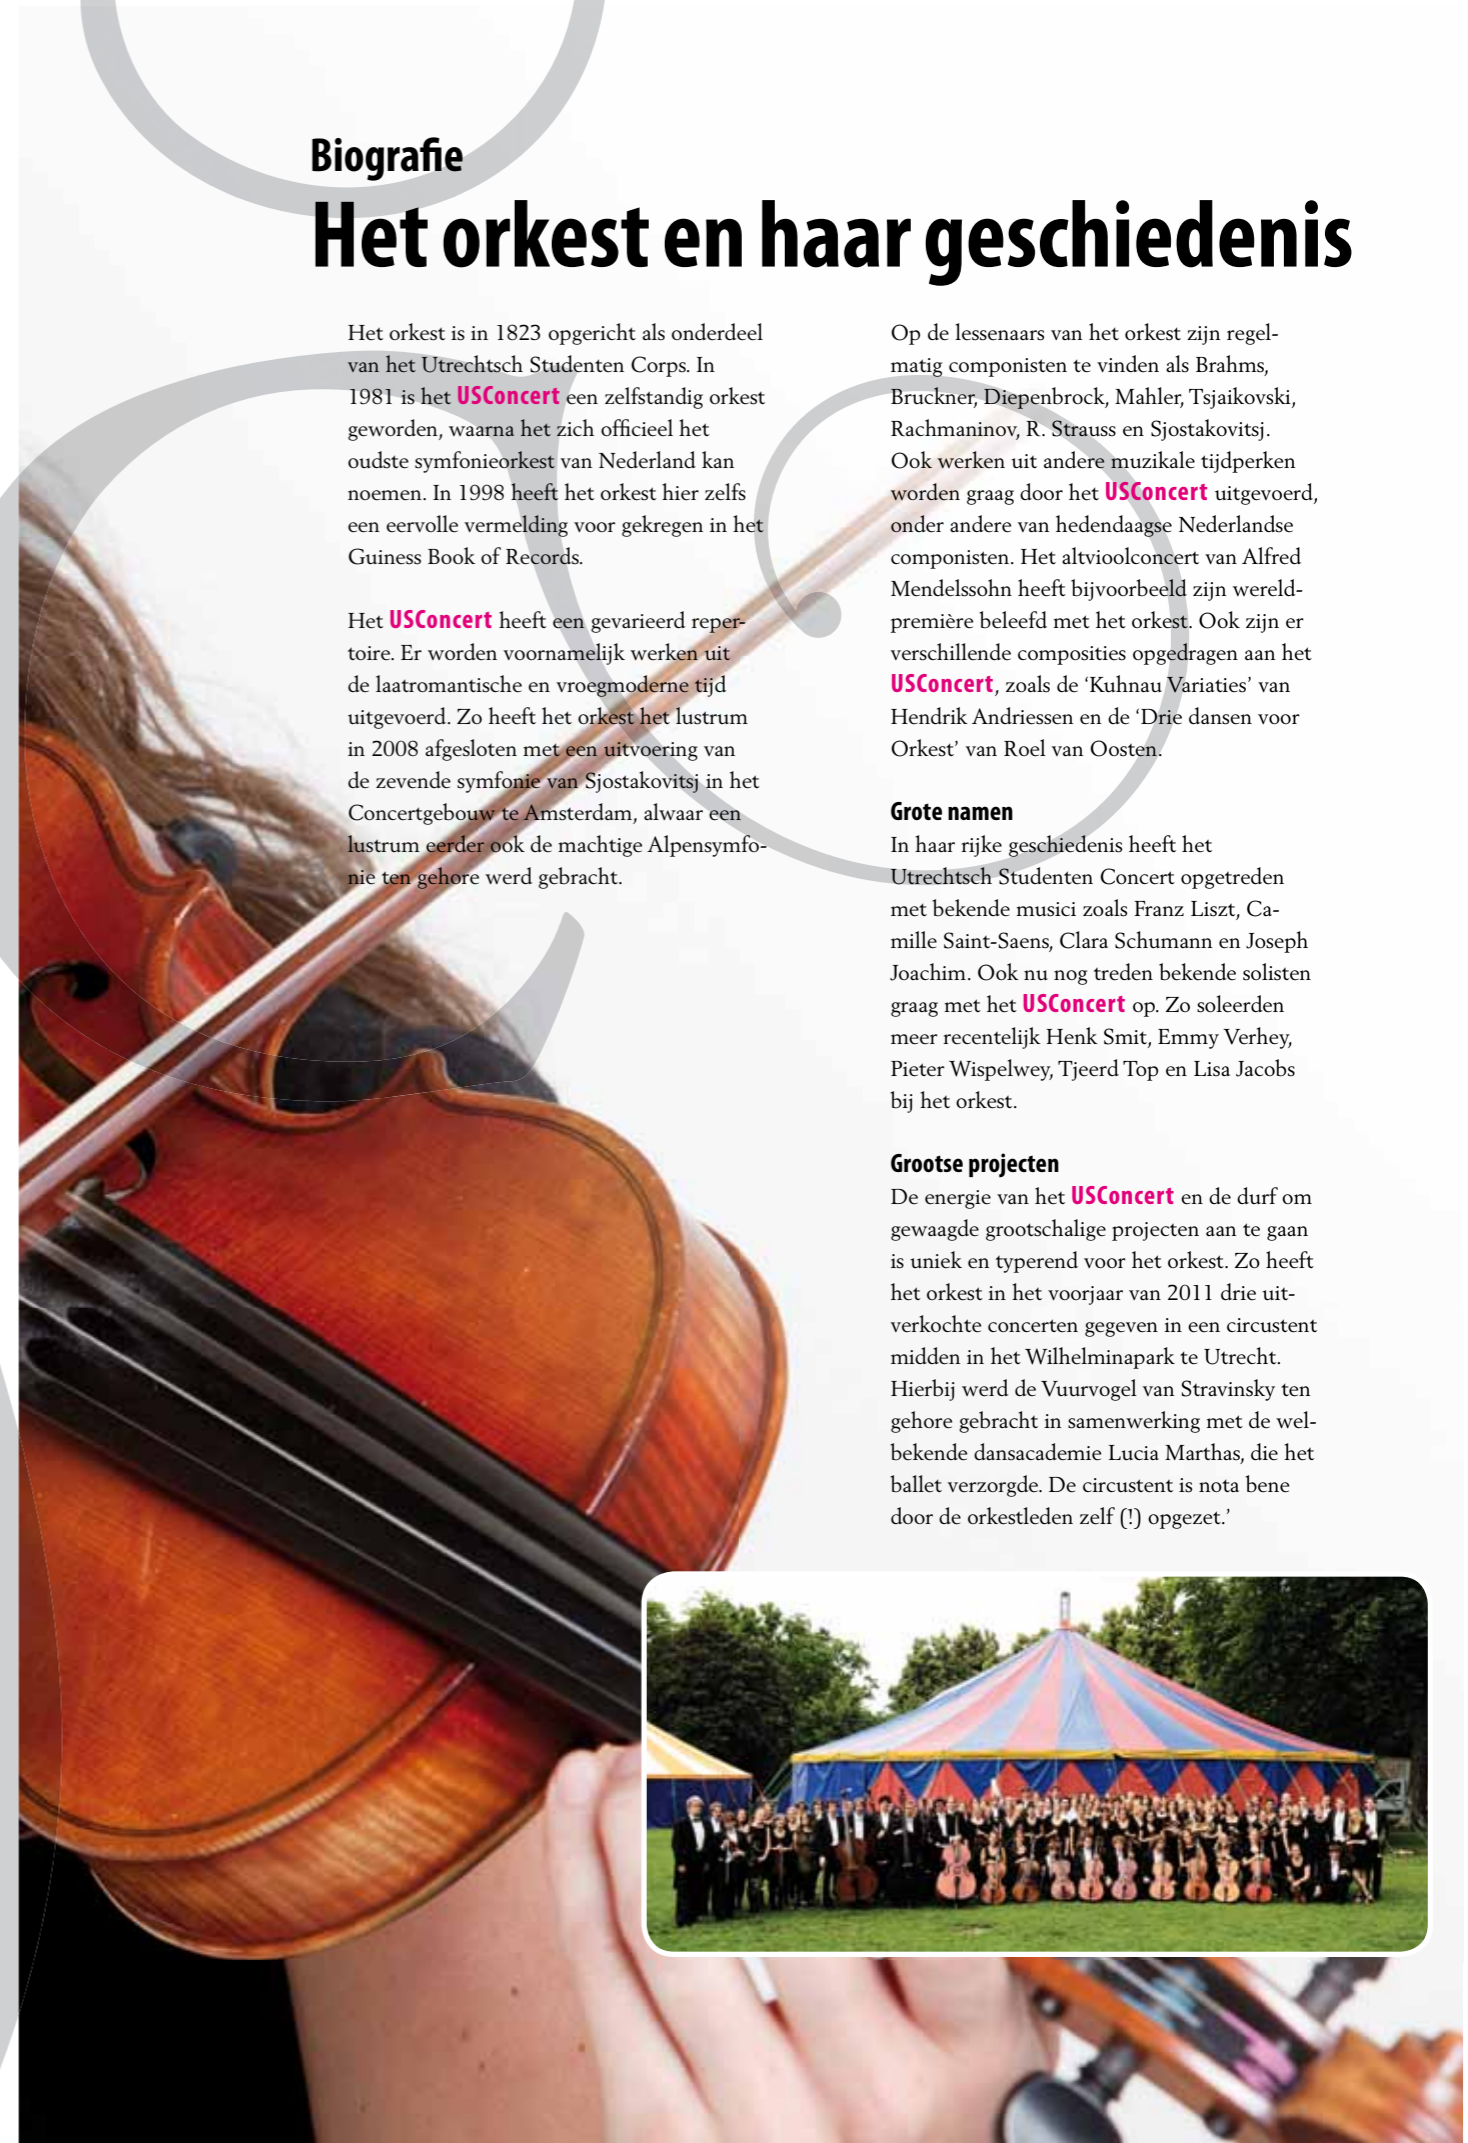 Biografie
Het orkest en haar geschiedenis
Het orkest is in 1823 opgericht als onderdeel
van het Utrechtsch Studenten Corps. In
1981 is het USConcert een zelfstandig orkest
geworden, waarna het zich officieel het
oudste symfonieorkest van Nederland kan
noemen. In 1998 heeft het orkest hier zelfs
een eervolle vermelding voor gekregen in het
Guiness Book of Records.
Het USConcert heeft een gevarieerd reper-
toire. Er worden voornamelijk werken uit
de laatromantische en vroegmoderne tijd
uitgevoerd. Zo heeft het orkest het lustrum
in 2008 afgesloten met een uitvoering van
de zevende symfonie van Sjostakovitsj in het
Concertgebouw te Amsterdam, alwaar een
lustrum eerder ook de machtige Alpensymfo-
nie ten gehore werd gebracht.
Op de lessenaars van het orkest zijn regel-
matig componisten te vinden als Brahms,
Bruckner, Diepenbrock, Mahler, Tsjaikovski,
Rachmaninov, R. Strauss en Sjostakovitsj.
Ook werken uit andere muzikale tijdperken
worden graag door het USConcert uitgevoerd,
onder andere van hedendaagse Nederlandse
componisten. Het altvioolconcert van Alfred
Mendelssohn heeft bijvoorbeeld zijn wereld-
première beleefd met het orkest. Ook zijn er
verschillende composities opgedragen aan het
USConcert, zoals de ‘Kuhnau Variaties’ van
Hendrik Andriessen en de ‘Drie dansen voor
Orkest’ van Roel van Oosten.
Grote namen
In haar rijke geschiedenis heeft het
Utrechtsch Studenten Concert opgetreden
met bekende musici zoals Franz Liszt, Ca-
mille Saint-Saens, Clara Schumann en Joseph
Joachim. Ook nu nog treden bekende solisten
graag met het USConcert op. Zo soleerden
meer recentelijk Henk Smit, Emmy Verhey,
Pieter Wispelwey, Tjeerd Top en Lisa Jacobs
bij het orkest.
Grootse projecten
De energie van het USConcert en de durf om
gewaagde grootschalige projecten aan te gaan
is uniek en typerend voor het orkest. Zo heeft
het orkest in het voorjaar van 2011 drie uit-
verkochte concerten gegeven in een circustent
midden in het Wilhelminapark te Utrecht.
Hierbij werd de Vuurvogel van Stravinsky ten
gehore gebracht in samenwerking met de wel-
bekende dansacademie Lucia Marthas, die het
ballet verzorgde. De circustent is nota bene
door de orkestleden zelf (!) opgezet.’